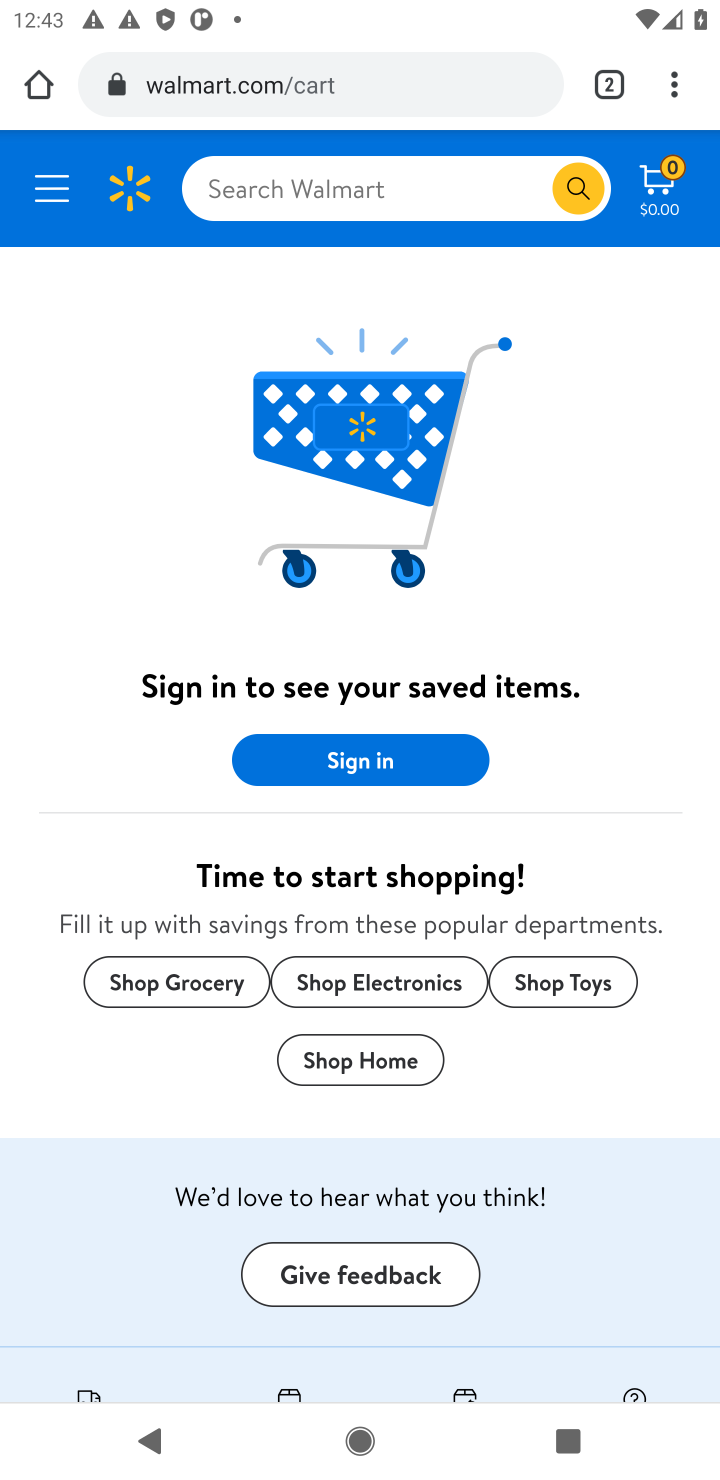 12:43
walmart.com/cart
2
Search Walmart
0
$0.00
Sign in to see your saved items.
Sign in
Time to start shopping!
Fill it up with savings from these popular departments.
Shop Grocery
Shop Electronics
Shop Toys
Shop Home
We’d love to hear what you think!
Give feedback